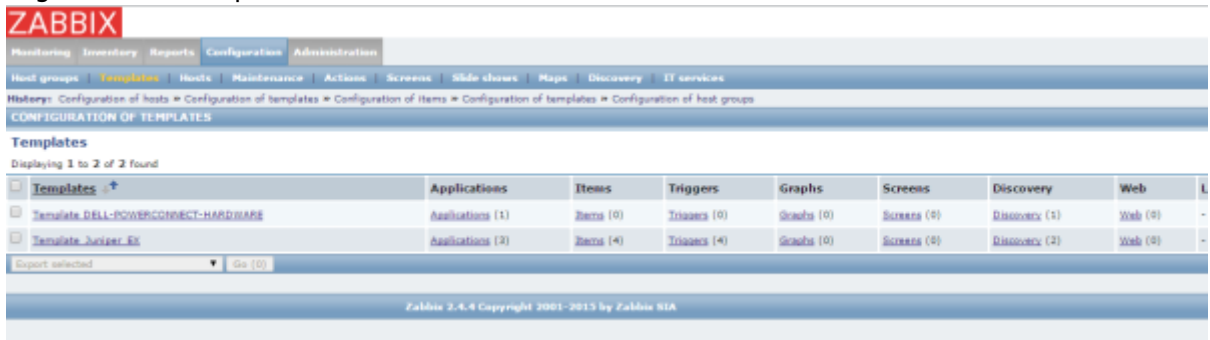 ZABBIX
Monitoring Inventory Reports Configuration Administration
Host groups | Templates | Hosts | Maintenance | Actions | Screens | Slide shows | Maps | Discovery | IT services
History: Configuration of hosts » Configuration of templates » Configuration of items » Configuration of templates » Configuration of host groups
CONFIGURATION OF TEMPLATES
Templates
Displaying 1 to 2 of 2 found
Templates Applications Items Triggers Graphs Screens Discovery Web L
Template DELL-POWERCONNECT-HARDWARE Applications (1) Items (0) Triggers (0) Graphs (0) Screens (0) Discovery (1) Web (0) -
Template Juniper EX Applications (3) Items (4) Triggers (4) Graphs (0) Screens (0) Discovery (2) Web (0) -
Export selected Go (0)
Zabbix 2.4.4 Copyright 2001-2015 by Zabbix SIA